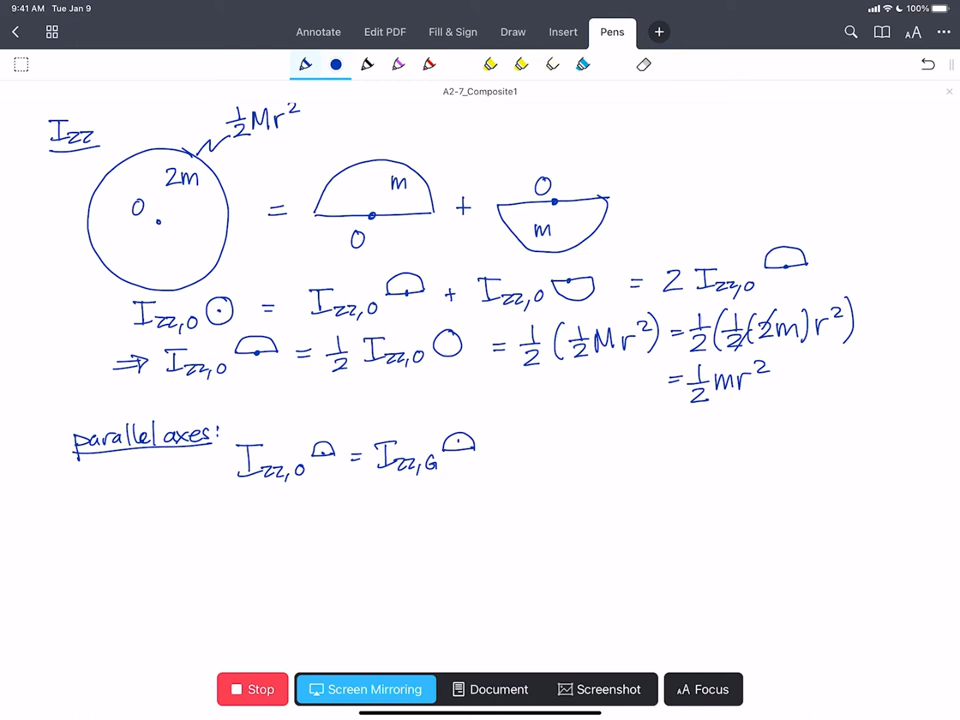 9:41 AM Tue Jan 9
100%
Annotate Edit PDF Fill & Sign Draw Insert Pens
AA
A2-7_Composite1
Izz
½Mr²
2m
O
=
m
O
+
O
m
Izz,O = Izz,O + Izz,O = 2 Izz,O
⇒ Izz,O = ½ Izz,O = ½(½Mr²) = ½(½(2m)r²)
= ½mr²
parallel axes:
Izz,O = Izz,G
Stop Screen Mirroring Document Screenshot AA Focus